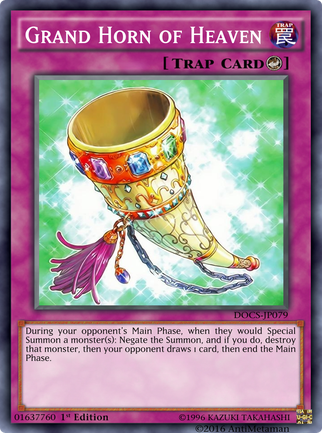 GRAND HORN OF HEAVEN
TRAP
罠
[TRAP CARD]
DOCS-JP079
During your opponent's Main Phase, when they would Special
Summon a monster(s): Negate the Summon, and if you do, destroy
that monster, then your opponent draws 1 card, then end the Main
Phase.
01637760 1st Edition ©1996 KAZUKI TAKAHASHI
©2016 AntiMetaman